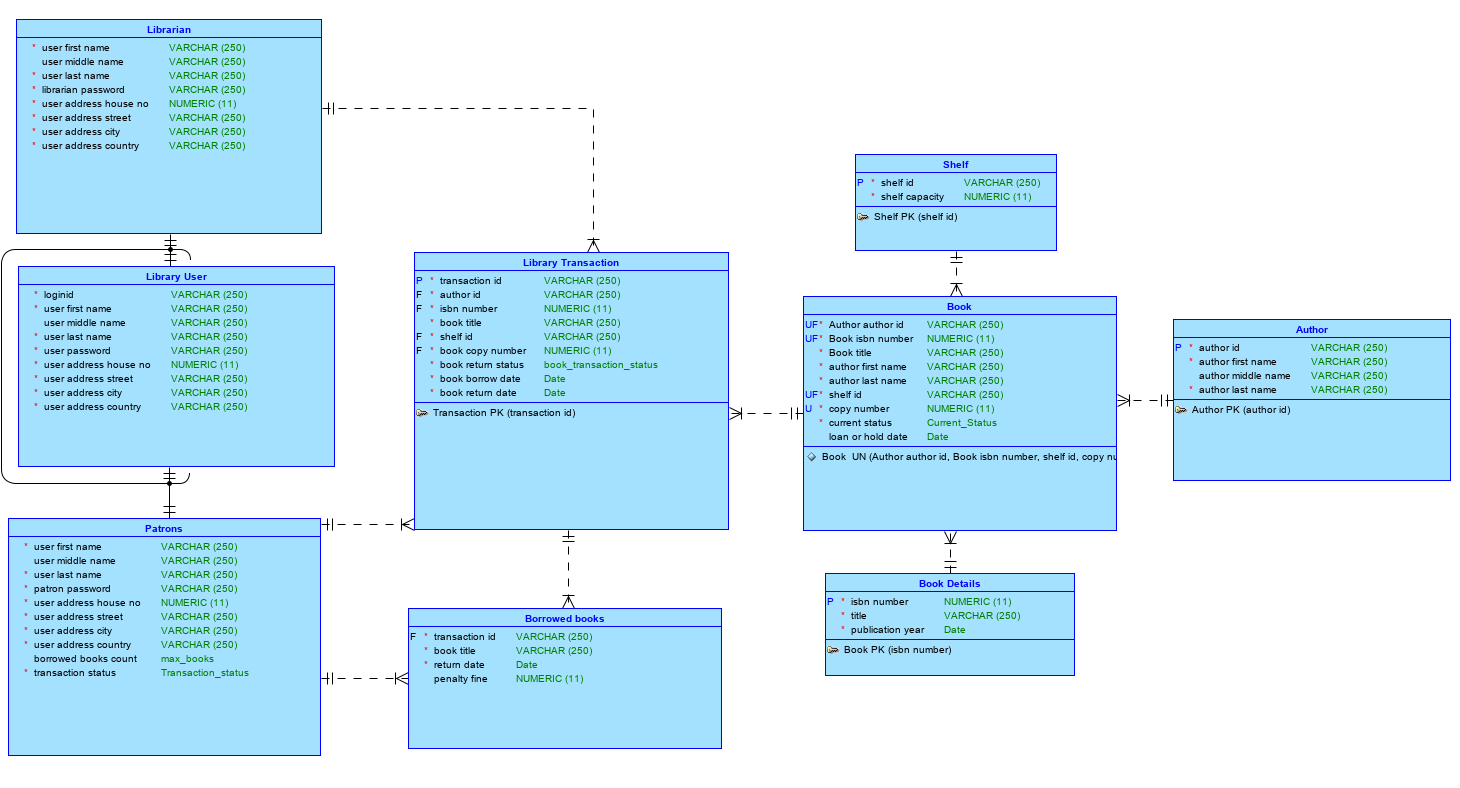 Librarian
* user first name VARCHAR (250)
user middle name VARCHAR (250)
* user last name VARCHAR (250)
* librarian password VARCHAR (250)
* user address house no NUMERIC (11)
* user address street VARCHAR (250)
* user address city VARCHAR (250)
* user address country VARCHAR (250)
Library User
* loginid VARCHAR (250)
* user first name VARCHAR (250)
user middle name VARCHAR (250)
* user last name VARCHAR (250)
* user password VARCHAR (250)
* user address house no NUMERIC (11)
* user address street VARCHAR (250)
* user address city VARCHAR (250)
* user address country VARCHAR (250)
Patrons
* user first name VARCHAR (250)
user middle name VARCHAR (250)
* user last name VARCHAR (250)
* patron password VARCHAR (250)
* user address house no NUMERIC (11)
* user address street VARCHAR (250)
* user address city VARCHAR (250)
* user address country VARCHAR (250)
borrowed books count max_books
* transaction status Transaction_status
Library Transaction
P * transaction id VARCHAR (250)
F * author id VARCHAR (250)
F * isbn number NUMERIC (11)
* book title VARCHAR (250)
F * shelf id VARCHAR (250)
F * book copy number NUMERIC (11)
* book return status book_transaction_status
* book borrow date Date
* book return date Date
Transaction PK (transaction id)
Borrowed books
F * transaction id VARCHAR (250)
* book title VARCHAR (250)
* return date Date
penalty fine NUMERIC (11)
Shelf
P * shelf id VARCHAR (250)
* shelf capacity NUMERIC (11)
Shelf PK (shelf id)
Book
UF * Author author id VARCHAR (250)
UF * Book isbn number NUMERIC (11)
* Book title VARCHAR (250)
* author first name VARCHAR (250)
* author last name VARCHAR (250)
UF * shelf id VARCHAR (250)
U * copy number NUMERIC (11)
* current status Current_Status
loan or hold date Date
Book UN (Author author id, Book isbn number, shelf id, copy nu
Book Details
P * isbn number NUMERIC (11)
* title VARCHAR (250)
* publication year Date
Book PK (isbn number)
Author
P * author id VARCHAR (250)
* author first name VARCHAR (250)
author middle name VARCHAR (250)
* author last name VARCHAR (250)
Author PK (author id)